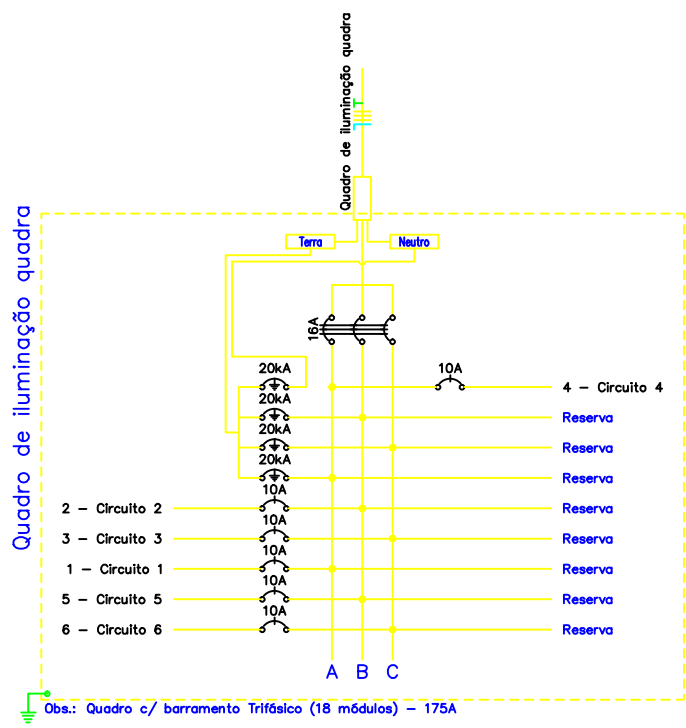 Quadro de iluminação quadra
Quadro de iluminação quadra
Terra
Neutro
16A
20kA
10A
4 - Circuito 4
20kA
Reserva
20kA
Reserva
20kA
Reserva
10A
2 - Circuito 2
Reserva
10A
3 - Circuito 3
Reserva
10A
1 - Circuito 1
Reserva
10A
5 - Circuito 5
Reserva
10A
6 - Circuito 6
Reserva
A B C
Obs.: Quadro c/ barramento Trifásico (18 módulos) - 175A